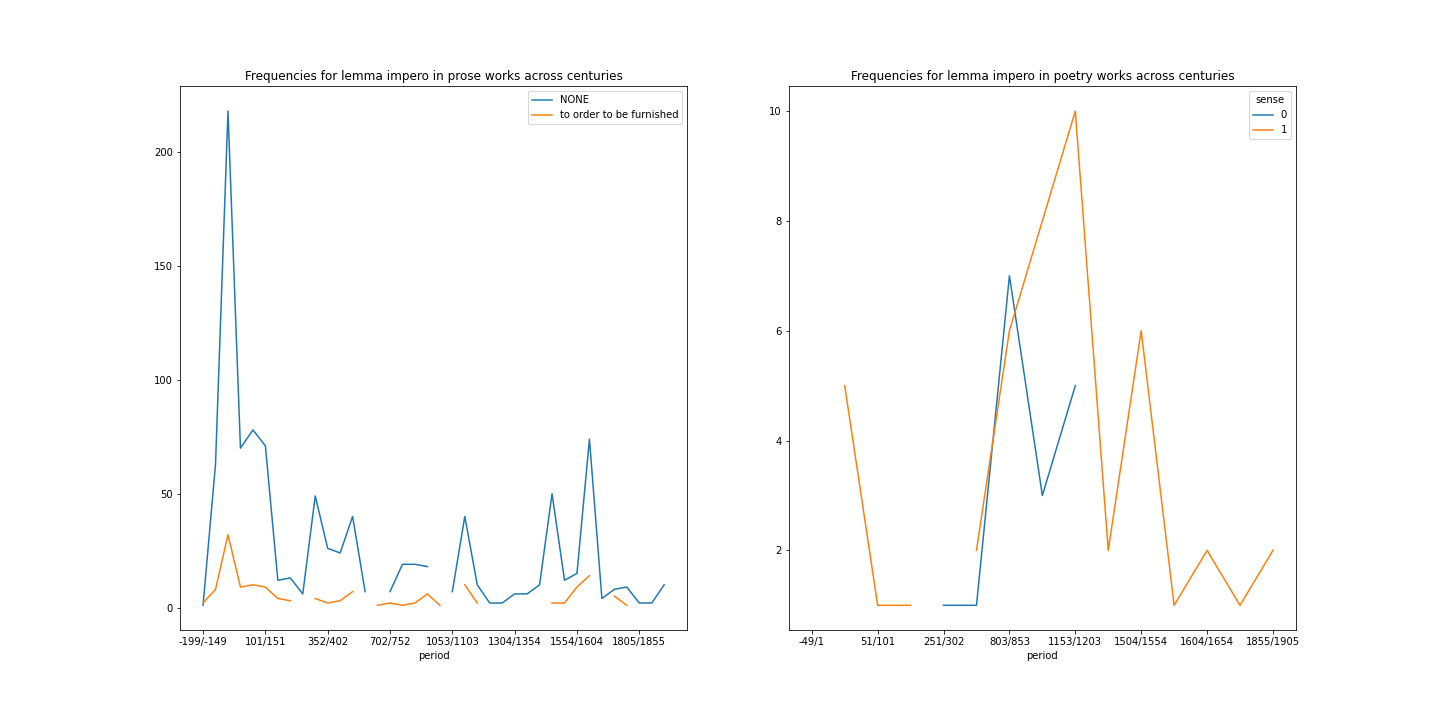 Frequencies for lemma impero in prose works across centuries
NONE
to order to be furnished
200
150
100
50
0
-199/-149 101/151 352/402 702/752 1053/1103 1304/1354 1554/1604 1805/1855
period
Frequencies for lemma impero in poetry works across centuries
sense
0
1
10
8
6
4
2
-49/1 51/101 251/302 803/853 1153/1203 1504/1554 1604/1654 1855/1905
period